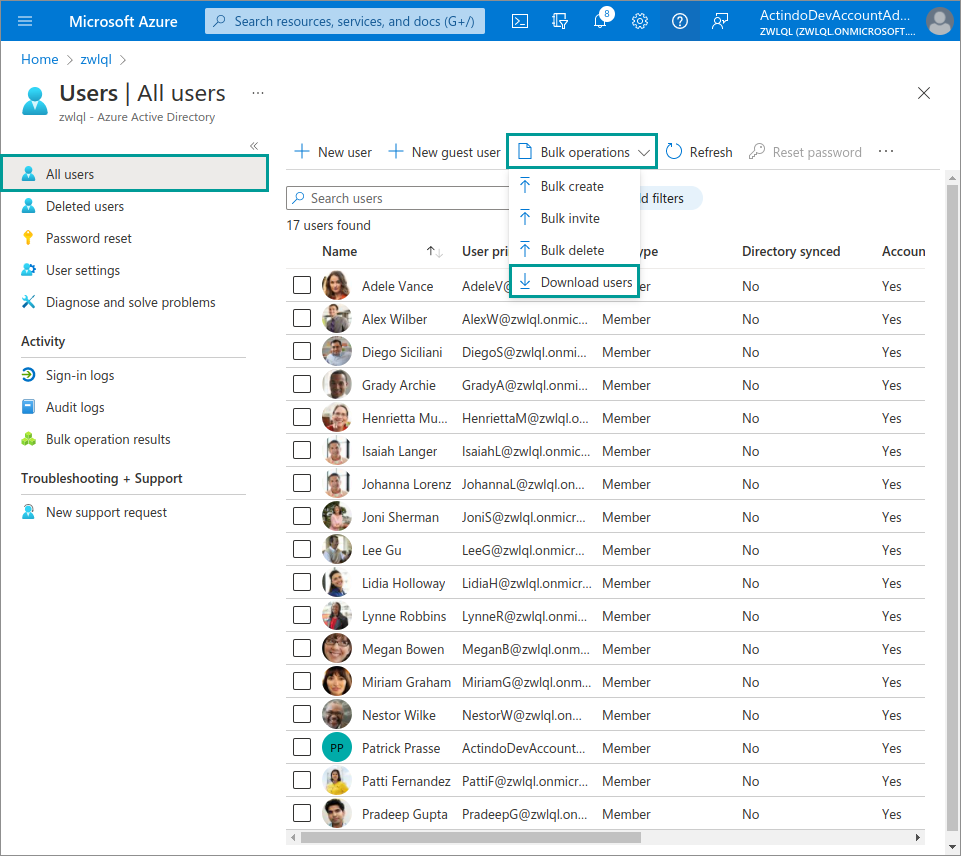 Microsoft Azure
Search resources, services, and docs (G+/)
8
ActindoDevAccountAd...
ZWLQL (ZWLQL.ONMICROSOFT....
Home > zwlql >
Users | All users ...
zwlql - Azure Active Directory
«
All users
Deleted users
Password reset
User settings
Diagnose and solve problems
Activity
Sign-in logs
Audit logs
Bulk operation results
Troubleshooting + Support
New support request
New user
New guest user
Bulk operations
Refresh
Reset password
...
Bulk create
Bulk invite
Bulk delete
Download users
Search users
d filters
17 users found
Name User pri ype Directory synced Accoun
Adele Vance AdeleV@ Member No Yes
Alex Wilber AlexW@zwlql.onmic... Member No Yes
Diego Siciliani DiegoS@zwlql.onmi... Member No Yes
Grady Archie GradyA@zwlql.onmi... Member No Yes
Henrietta Mu... HenriettaM@zwlql.o... Member No Yes
Isaiah Langer IsaiahL@zwlql.onmic... Member No Yes
Johanna Lorenz JohannaL@zwlql.on... Member No Yes
Joni Sherman JoniS@zwlql.onmicr... Member No Yes
Lee Gu LeeG@zwlql.onmicr... Member No Yes
Lidia Holloway LidiaH@zwlql.onmicr... Member No Yes
Lynne Robbins LynneR@zwlql.onmi... Member No Yes
Megan Bowen MeganB@zwlql.onm... Member No Yes
Miriam Graham MiriamG@zwlql.onm... Member No Yes
Nestor Wilke NestorW@zwlql.on... Member No Yes
PP Patrick Prasse ActindoDevAccount... Member No Yes
Patti Fernandez PattiF@zwlql.onmicr... Member No Yes
Pradeep Gupta PradeepG@zwlql.on... Member No Yes